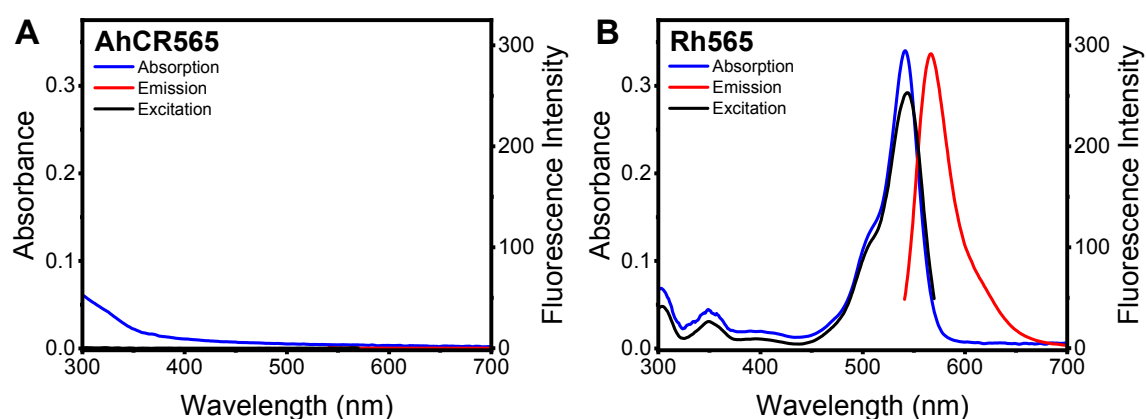 A
AhCR565
Absorption
Emission
Excitation
Absorbance
0.3
0.2
0.1
0.0
300
200
100
0
Fluorescence Intensity
300 400 500 600 700
Wavelength (nm)
B
Rh565
Absorption
Emission
Excitation
Absorbance
0.3
0.2
0.1
0.0
300
200
100
0
Fluorescence Intensity
300 400 500 600 700
Wavelength (nm)